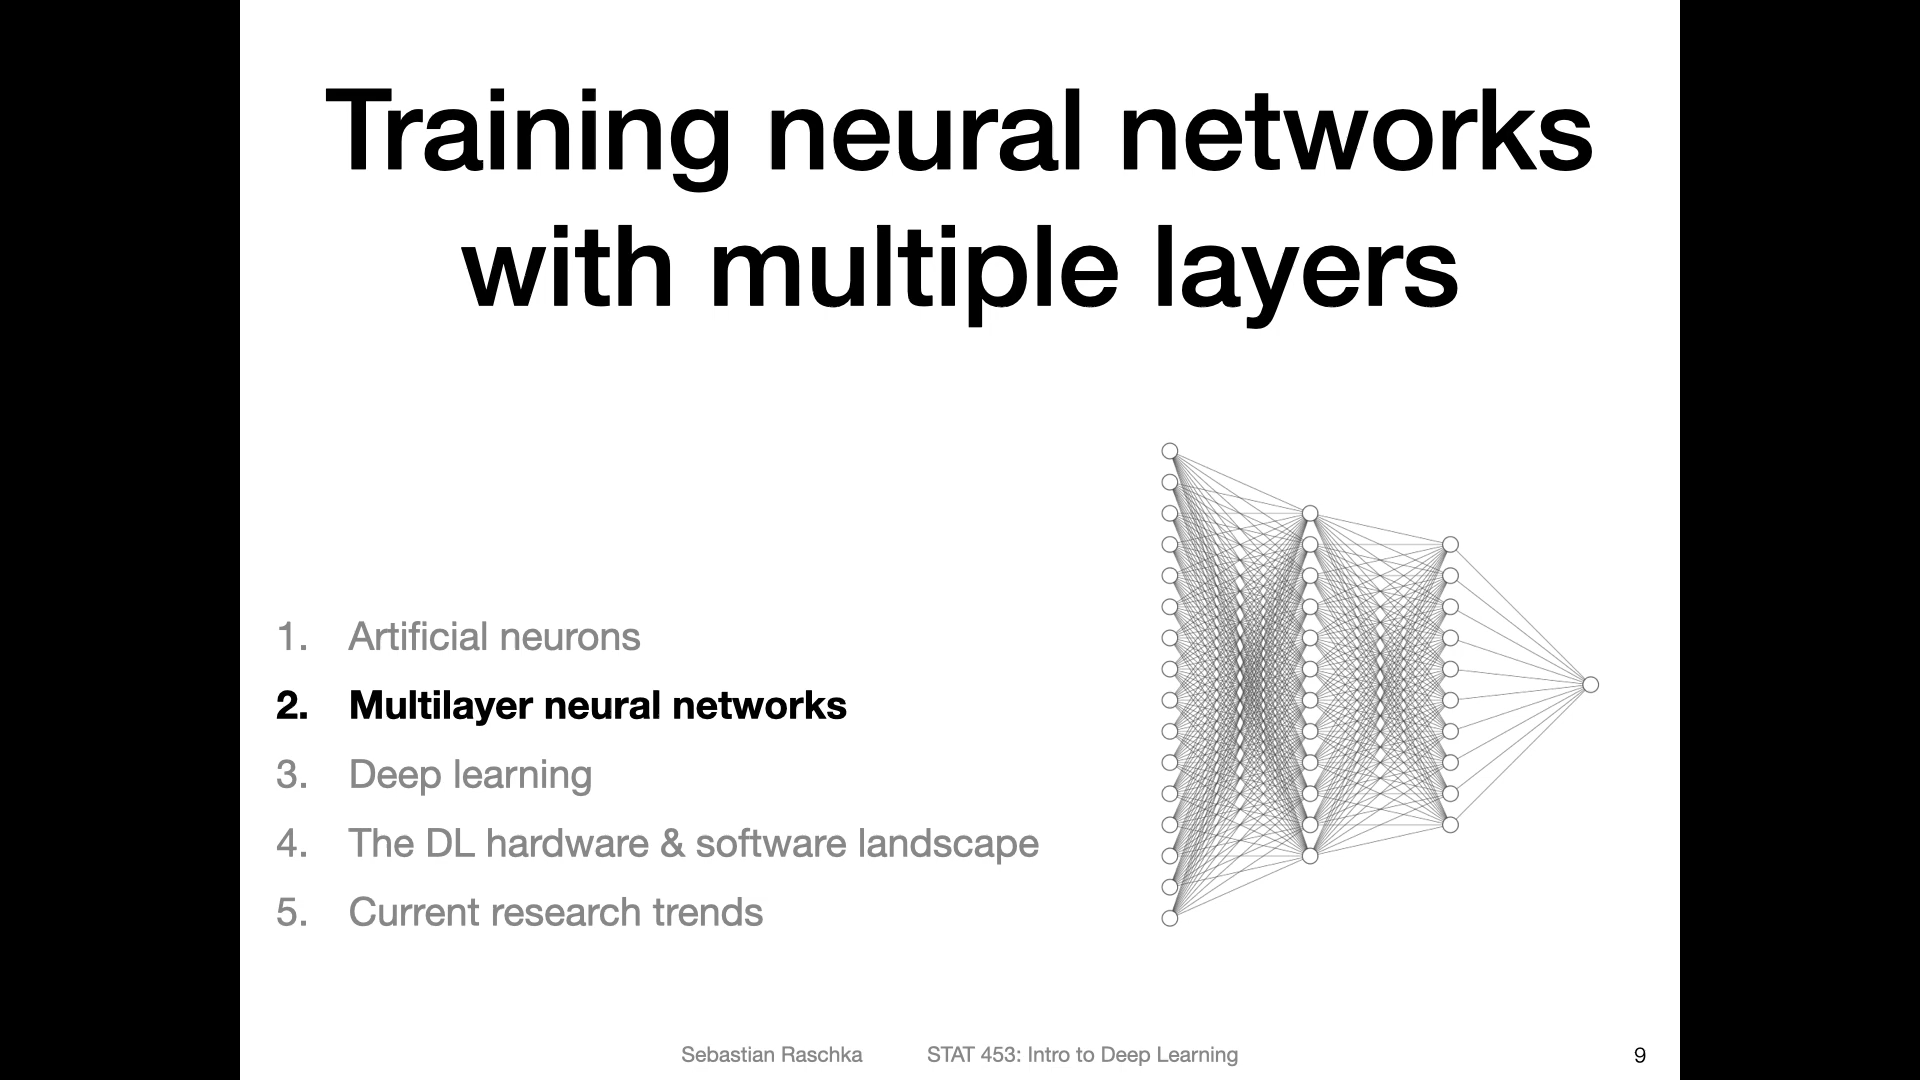 Training neural networks
with multiple layers
1. Artificial neurons
2. Multilayer neural networks
3. Deep learning
4. The DL hardware & software landscape
5. Current research trends
Sebastian Raschka STAT 453: Intro to Deep Learning 9